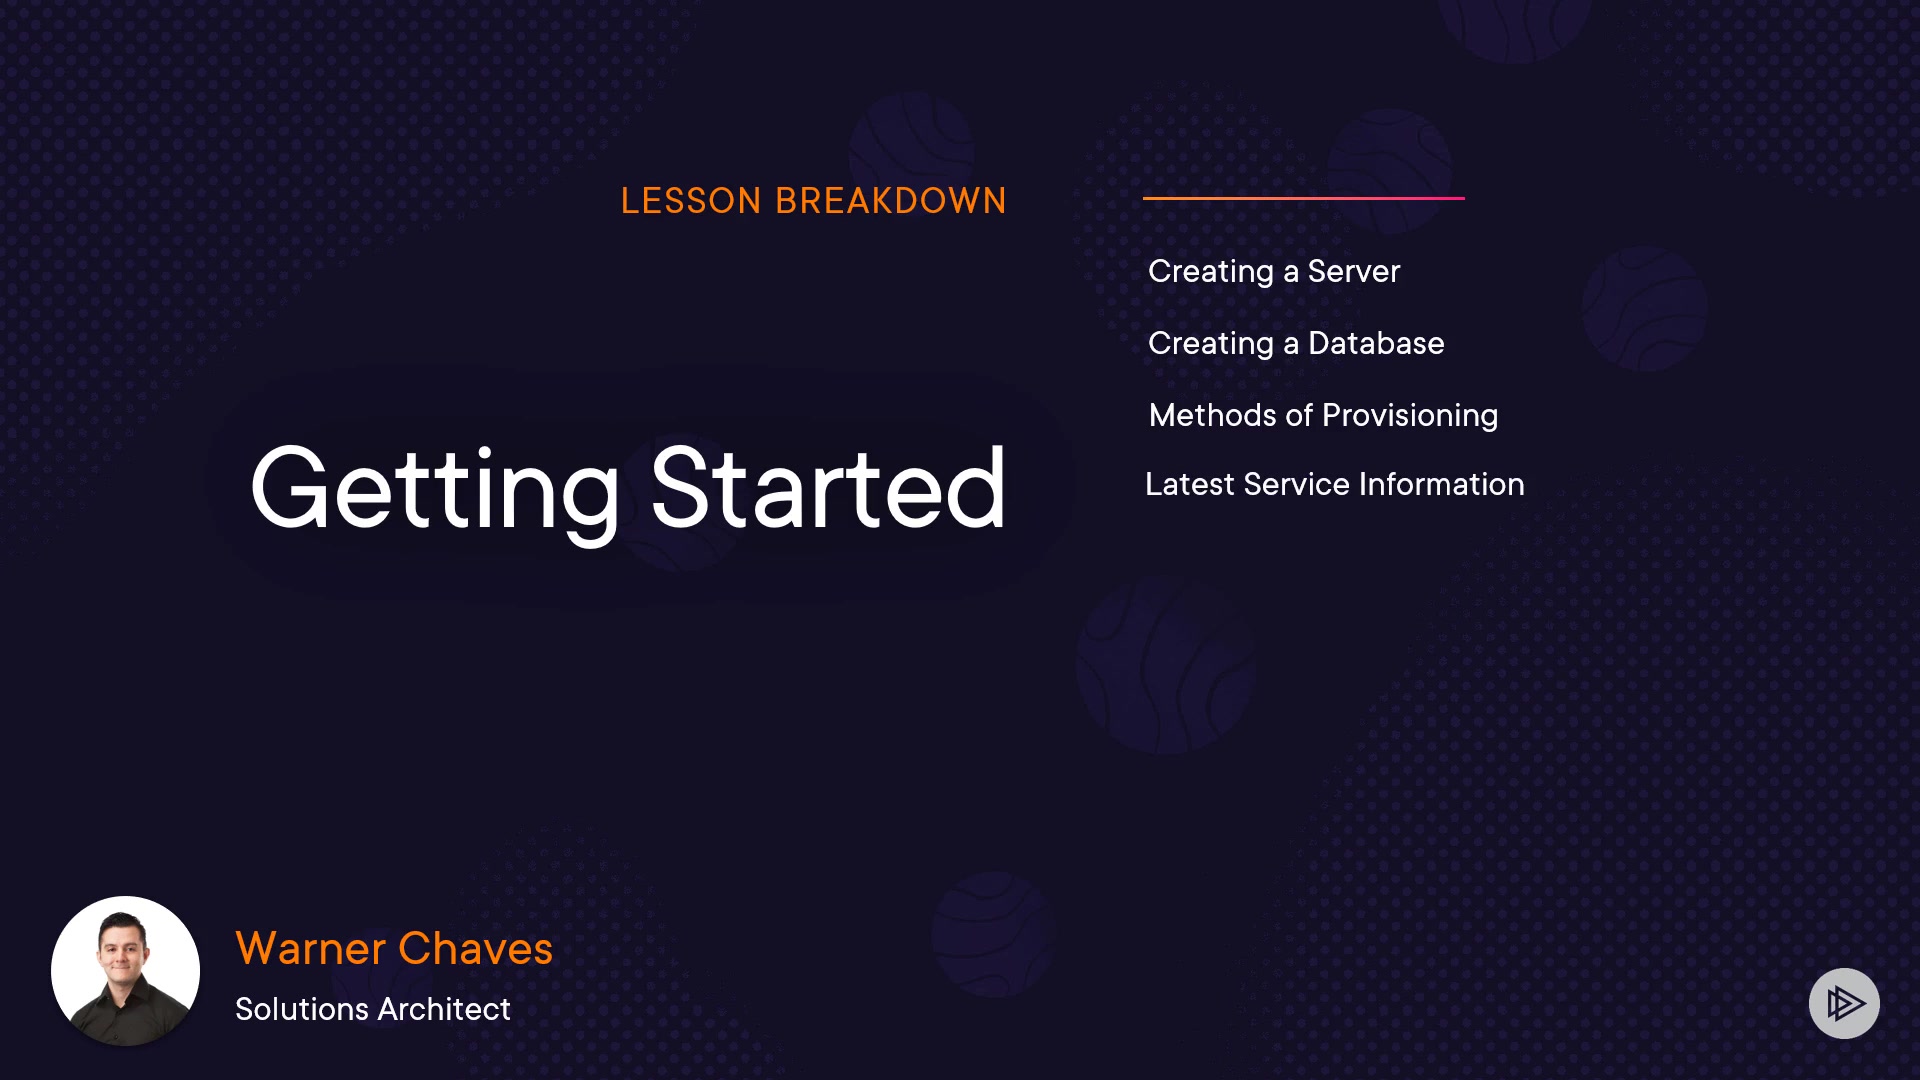 LESSON BREAKDOWN
Getting Started
Creating a Server
Creating a Database
Methods of Provisioning
Latest Service Information
Warner Chaves
Solutions Architect